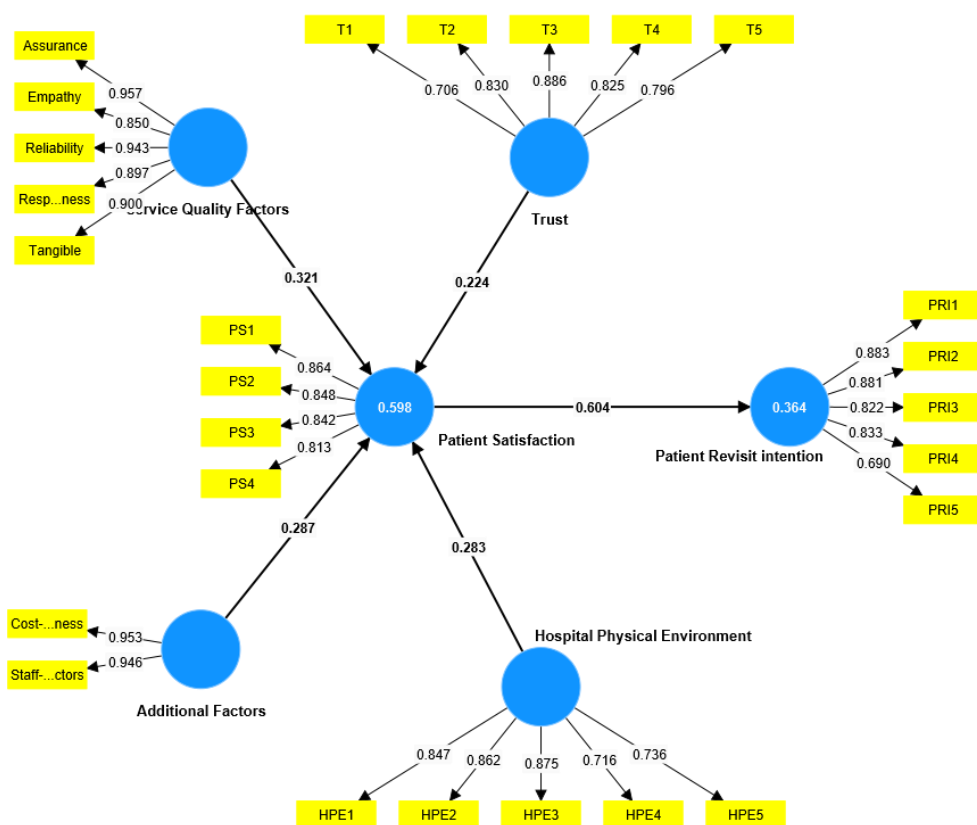 T1
T2
T3
T4
T5
0.706
0.830
0.886
0.825
0.796
Trust
Assurance
Empathy
Reliability
Resp...ness
Tangible
0.957
0.850
0.943
0.897
0.900
Quality Factors
0.321
0.224
PS1
PS2
PS3
PS4
0.864
0.848
0.842
0.813
0.598
Patient Satisfaction
0.604
0.364
Patient Revisit intention
0.883
0.881
0.822
0.833
0.690
PRI1
PRI2
PRI3
PRI4
PRI5
0.287
0.283
Cost-...ness
Staff-...ctors
0.953
0.946
Additional Factors
Hospital Physical Environment
0.847
0.862
0.875
0.716
0.736
HPE1
HPE2
HPE3
HPE4
HPE5